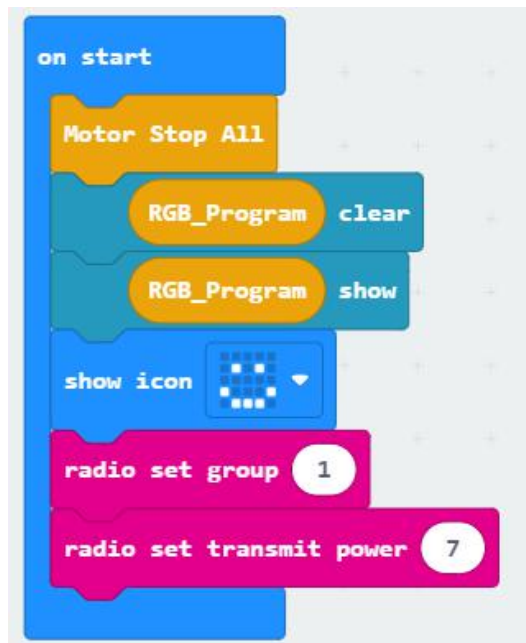 on start
Motor Stop All
RGB_Program clear
RGB_Program show
show icon
radio set group 1
radio set transmit power 7